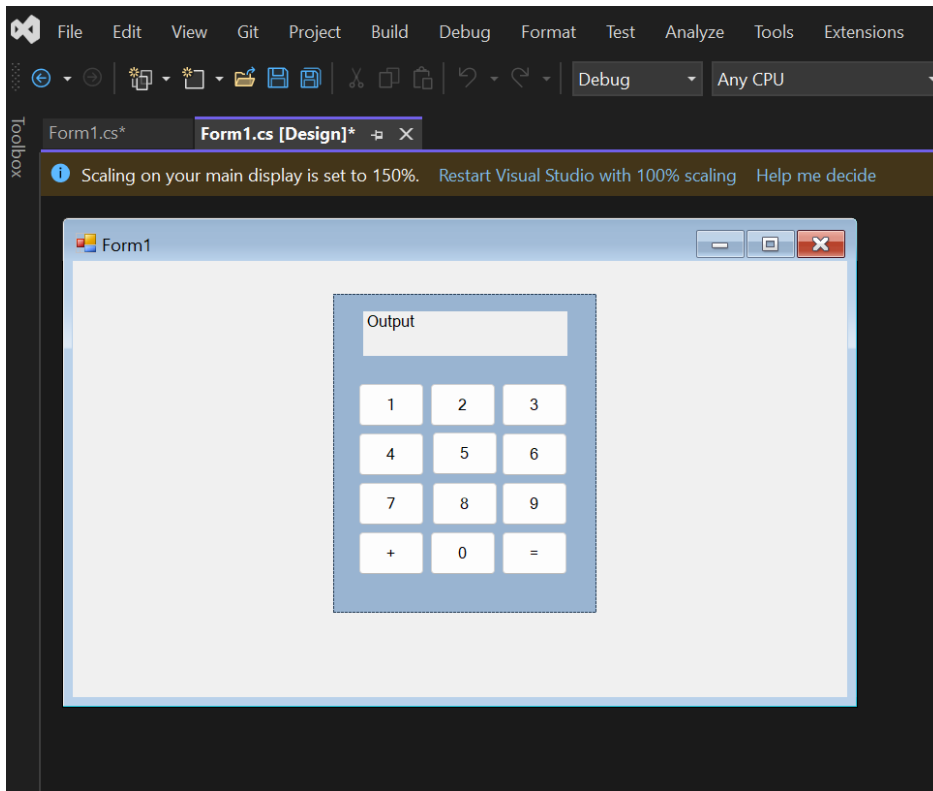 File Edit View Git Project Build Debug Format Test Analyze Tools Extensions
Debug Any CPU
Toolbox
Form1.cs* Form1.cs [Design]*
Scaling on your main display is set to 150%. Restart Visual Studio with 100% scaling Help me decide
Form1
Output
1 2 3
4 5 6
7 8 9
+ 0 =